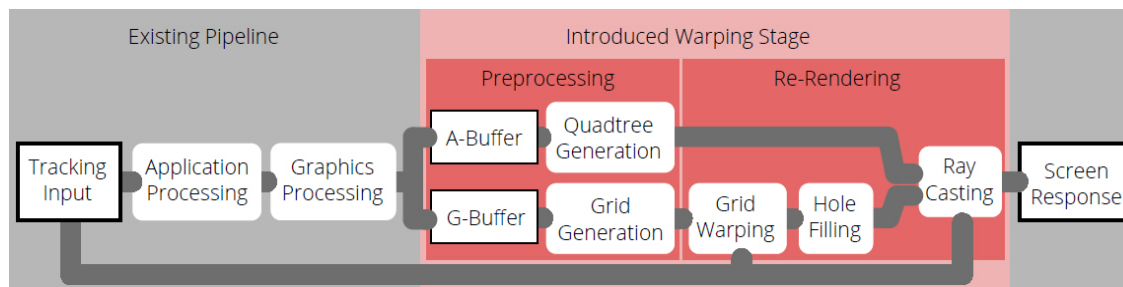 Existing Pipeline
Introduced Warping Stage
Preprocessing
Re-Rendering
A-Buffer
Quadtree
Generation
Tracking
Input
Application
Processing
Graphics
Processing
G-Buffer
Grid
Generation
Grid
Warping
Hole
Filling
Ray
Casting
Screen
Response